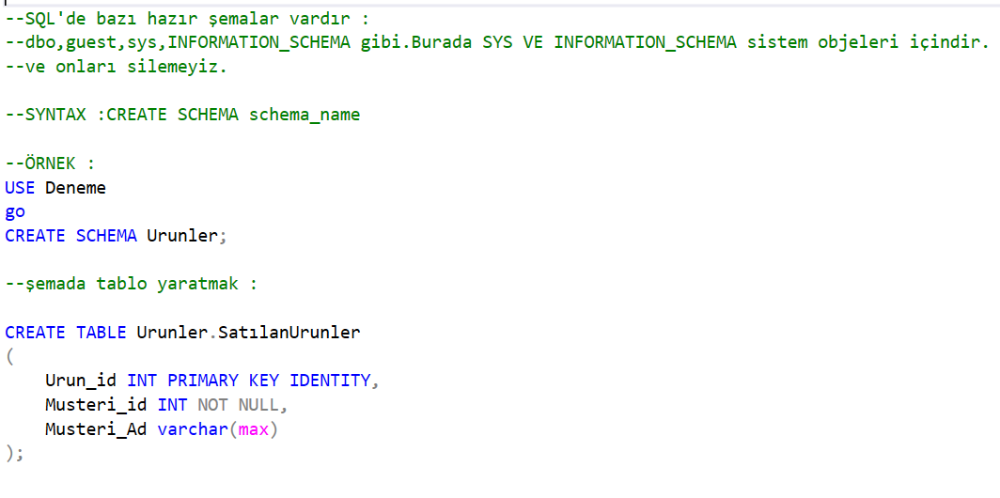 --SQL'de bazı hazır şemalar vardır :
--dbo,guest,sys,INFORMATION_SCHEMA gibi.Burada SYS VE INFORMATION_SCHEMA sistem objeleri içindir.
--ve onları silemeyiz.
--SYNTAX :CREATE SCHEMA schema_name
--ÖRNEK :
USE Deneme
go
CREATE SCHEMA Urunler;
--şemada tablo yaratmak :
CREATE TABLE Urunler.SatılanUrunler
(
Urun_id INT PRIMARY KEY IDENTITY,
Musteri_id INT NOT NULL,
Musteri_Ad varchar(max)
);